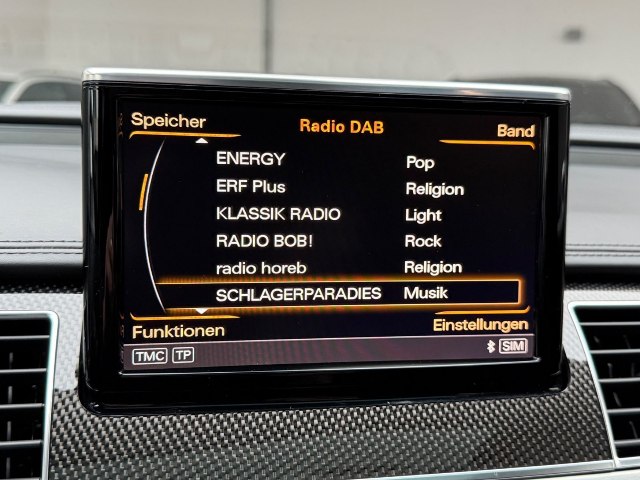 Speicher Radio DAB Band
ENERGY Pop
ERF Plus Religion
KLASSIK RADIO Light
RADIO BOB! Rock
radio horeb Religion
SCHLAGERPARADIES Musik
Funktionen Einstellungen
TMC TP SIM